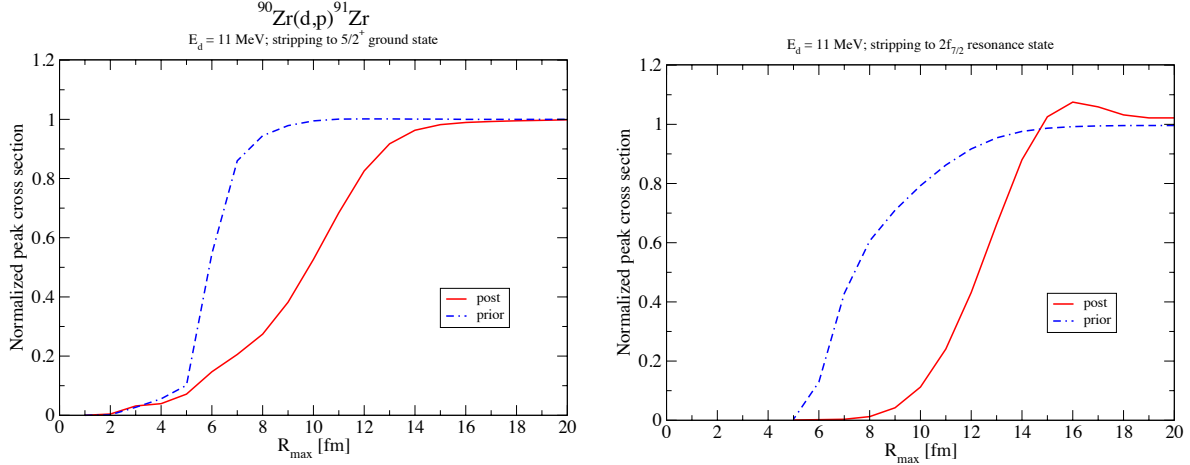 ⁹⁰Zr(d,p)⁹¹Zr
E_d = 11 MeV; stripping to 5/2⁺ ground state
Normalized peak cross section
1.2
1
0.8
0.6
0.4
0.2
0
0 2 4 6 8 10 12 14 16 18 20
R_max [fm]
post
prior
E_d = 11 MeV; stripping to 2f_7/2 resonance state
Normalized peak cross section
1.2
1
0.8
0.6
0.4
0.2
0
0 2 4 6 8 10 12 14 16 18 20
R_max [fm]
post
prior